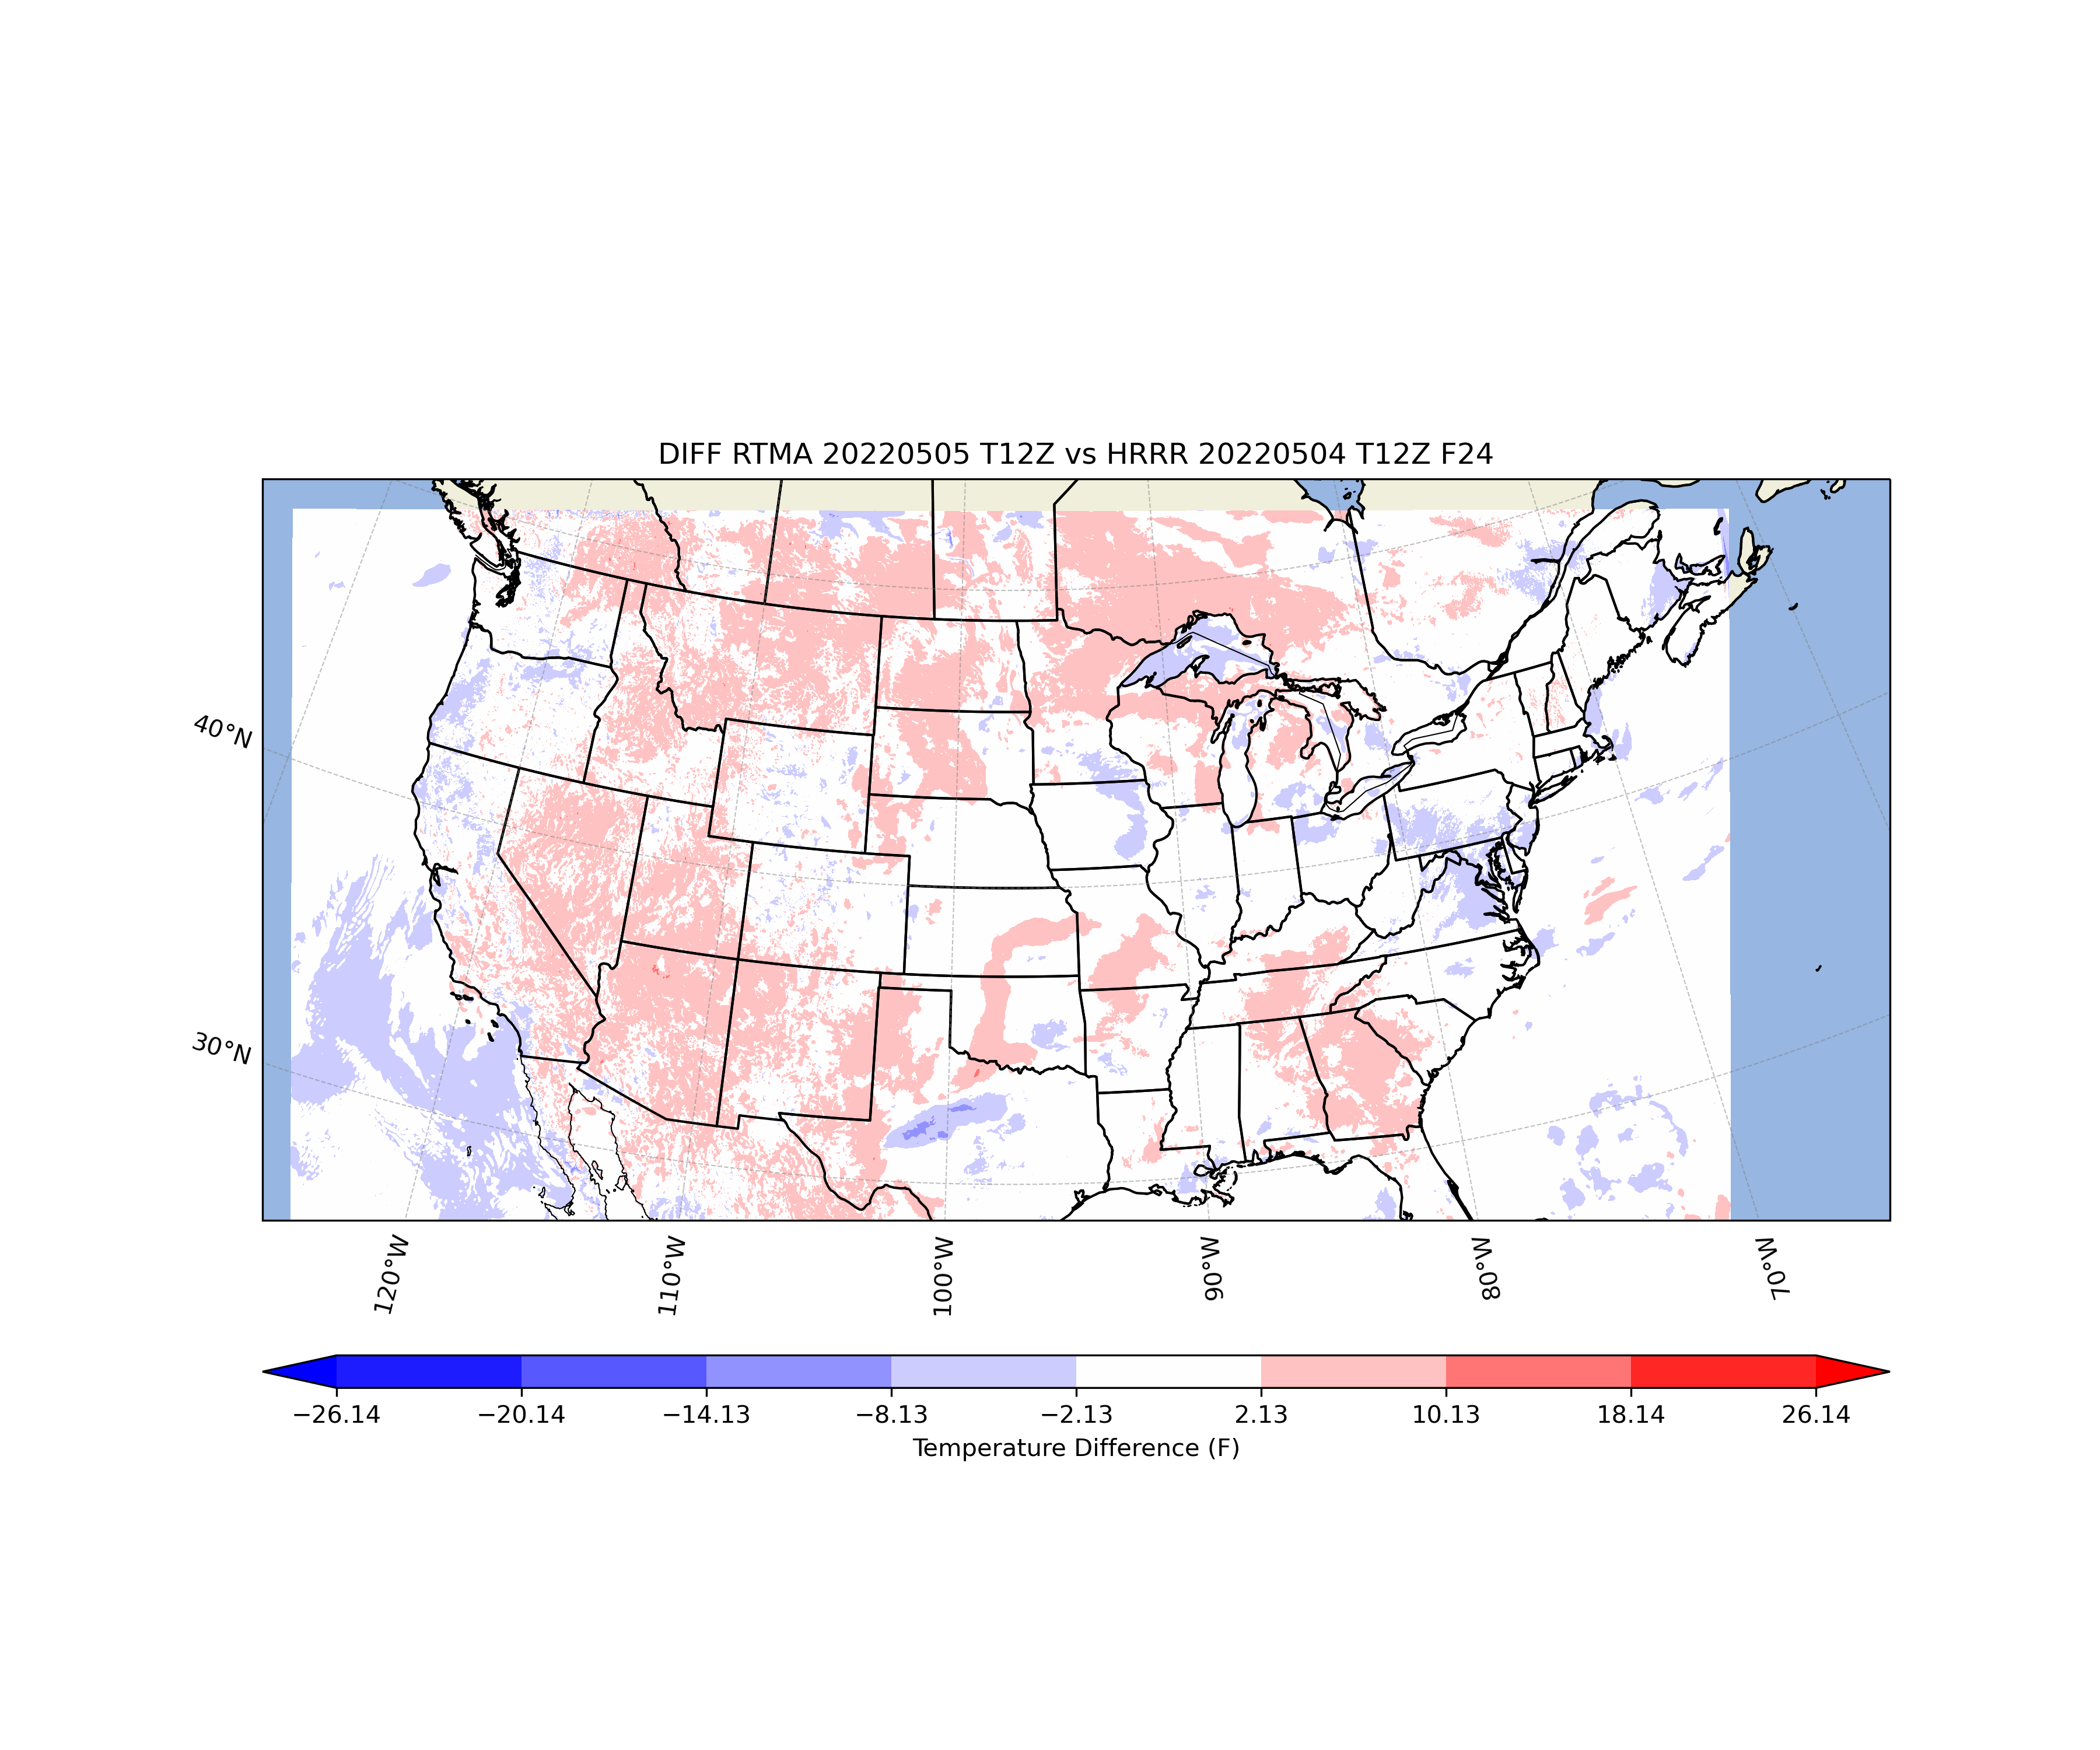 DIFF RTMA 20220505 T12Z vs HRRR 20220504 T12Z F24
40°N
30°N
120°W
110°W
100°W
90°W
80°W
70°W
−26.14
−20.14
−14.13
−8.13
−2.13
2.13
10.13
18.14
26.14
Temperature Difference (F)